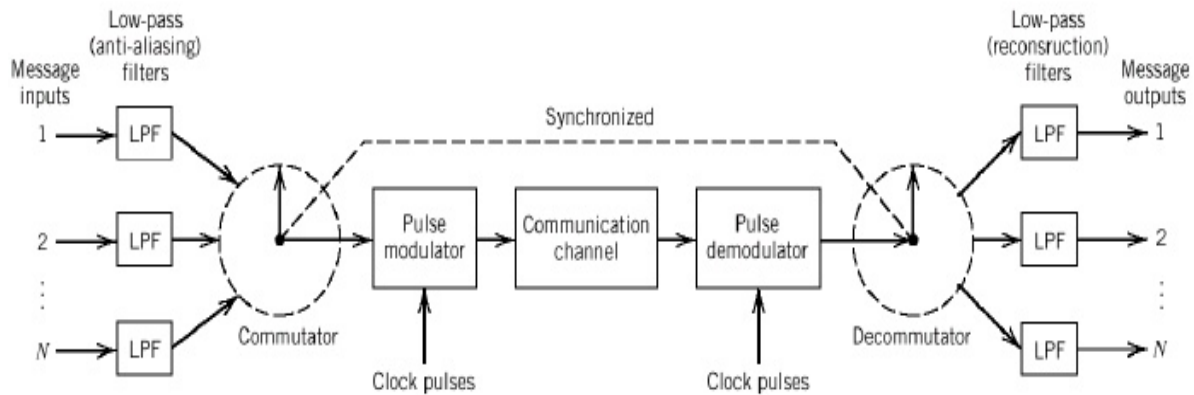 Message
inputs
Low-pass
(anti-aliasing)
filters
1
LPF
2
LPF
⋮
N
LPF
Commutator
Synchronized
Pulse
modulator
Clock pulses
Communication
channel
Pulse
demodulator
Clock pulses
Decommutator
Low-pass
(reconsruction)
filters
Message
outputs
LPF
1
LPF
2
⋮
LPF
N